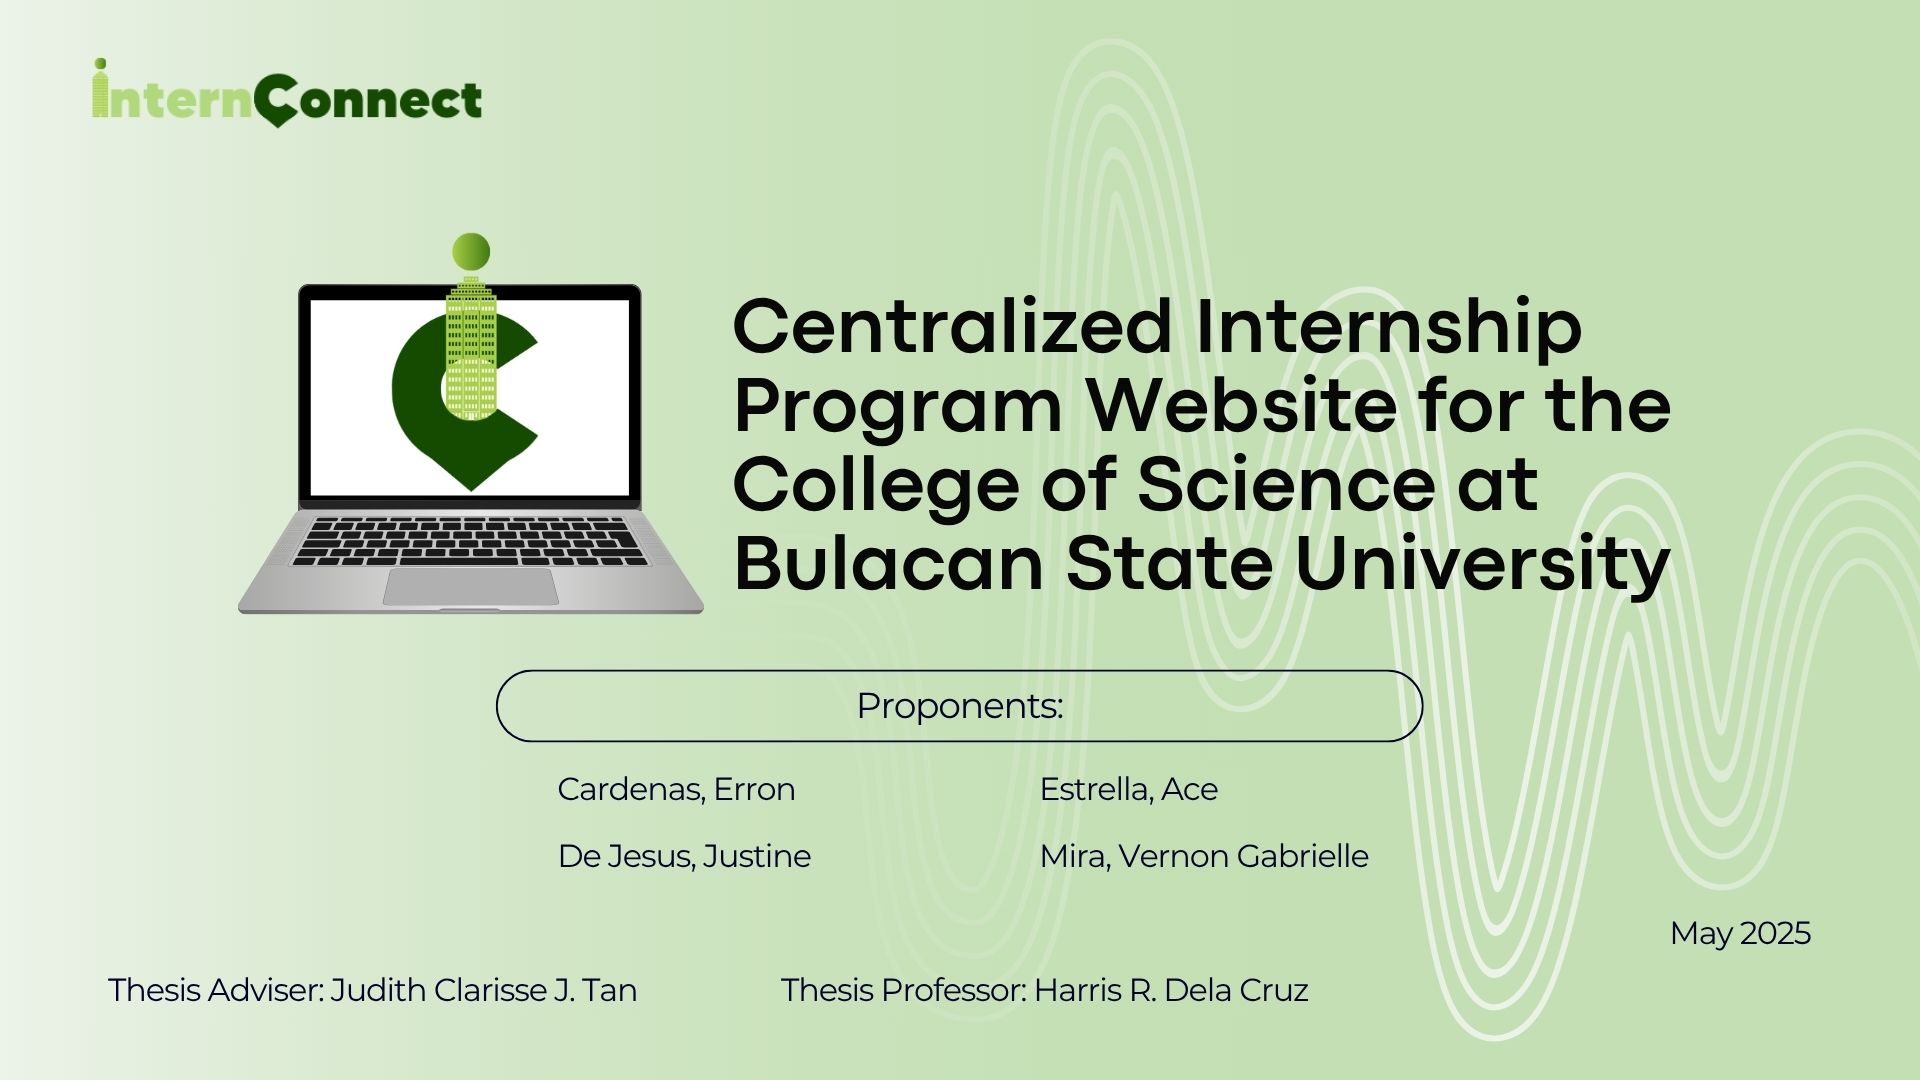 internConnect
Centralized Internship
Program Website for the
College of Science at
Bulacan State University
Proponents:
Cardenas, Erron
Estrella, Ace
De Jesus, Justine
Mira, Vernon Gabrielle
May 2025
Thesis Adviser: Judith Clarisse J. Tan
Thesis Professor: Harris R. Dela Cruz